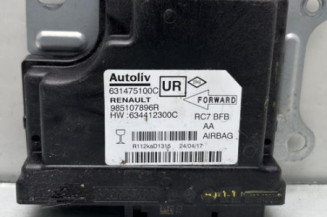 Autoliv
UR
631475100C
RENAULT
FORWARD
985107896R
HW:634412300C
RC7 BFB
AA
AIRBAG
24/04/17